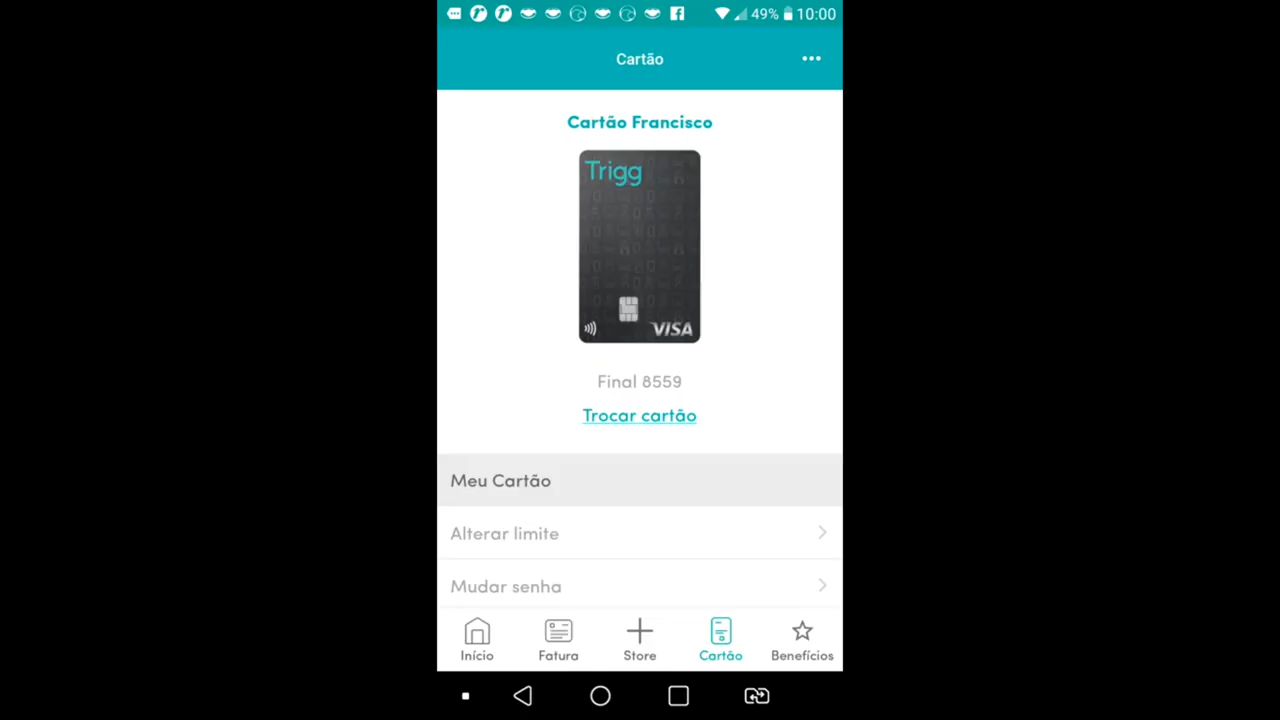 49% 10:00
Cartão
Cartão Francisco
Trigg
VISA
Final 8559
Trocar cartão
Meu Cartão
Alterar limite
Mudar senha
Início Fatura Store Cartão Benefícios